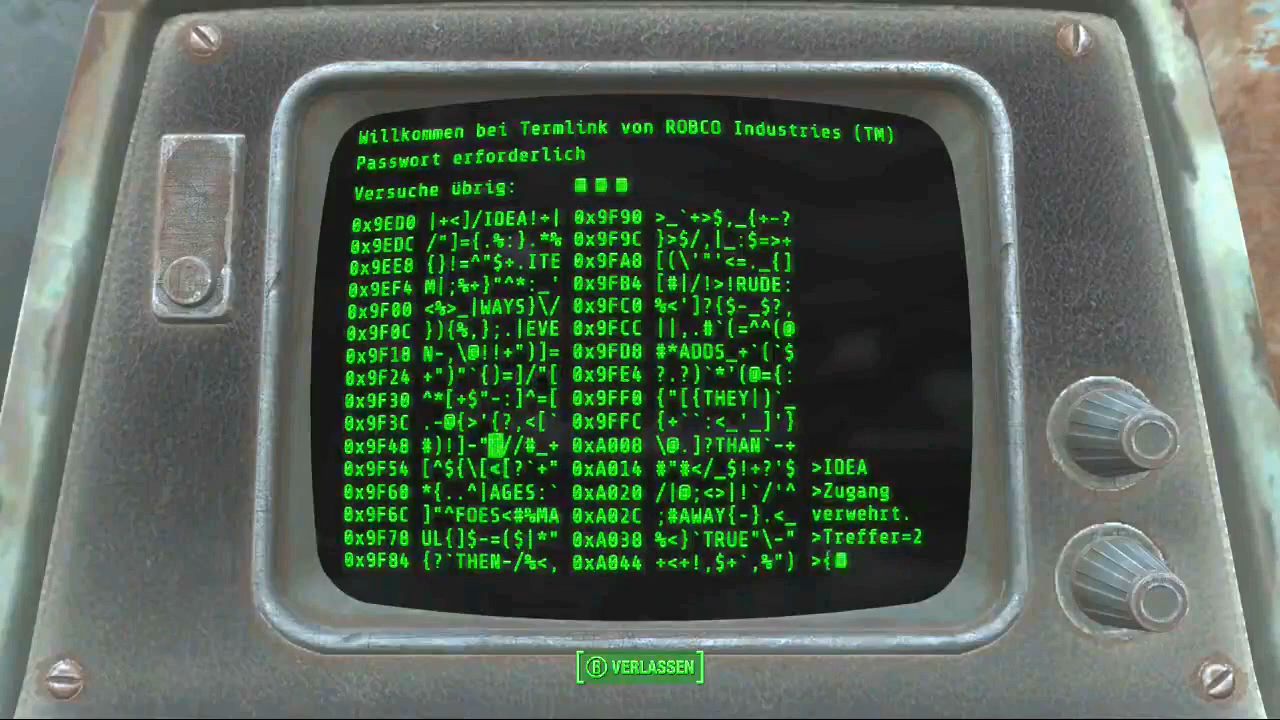 Willkommen bei Termlink von ROBCO Industries (TM)
Passwort erforderlich
Versuche übrig:
0x9ED0 |+<]/IDEA!+| 0x9F90 >_`+>$,_{+-?
0x9EDC /"]={.%:}.*% 0x9F9C }>$/,|_:$=>+
0x9EE8 {}!=^"$+.ITE 0x9FA8 [(\'"'<=._{]
0x9EF4 M|;%+}"^*:_' 0x9FB4 [#|/!>!RUDE:
0x9F00 <%>_|WAYS}\/ 0x9FC0 %<']?{$-_$?,
0x9F0C }){%,};.|EVE 0x9FCC ||,.#`(=^^(@
0x9F18 N-,\@!!+")]= 0x9FD8 #*ADDS_+`(`$
0x9F24 +")"`{)=]/"[ 0x9FE4 ?.?)`*'(@={:
0x9F30 ^*[+$"-:]^=[ 0x9FF0 {"[{THEY|)`_
0x9F3C .-@{>'{?,<[` 0x9FFC {+``:<_'_]'}
0x9F48 #)!]-"{//#_+ 0xA008 \@.]?THAN`-+
0x9F54 [^${\[<[?`+" 0xA014 #"#</_$!+?'$ >IDEA
0x9F60 *{..^|AGES:` 0xA020 /|@;<>|!`/'^ >Zugang
0x9F6C ]"^FOES<#%MA 0xA02C ;#AWAY{-}.<_ verwehrt.
0x9F78 UL{]$-=($|*" 0xA038 %<}`TRUE"\-" >Treffer=2
0x9F84 {?`THEN-/%<, 0xA044 +<+!,$+`,%") >{
B VERLASSEN